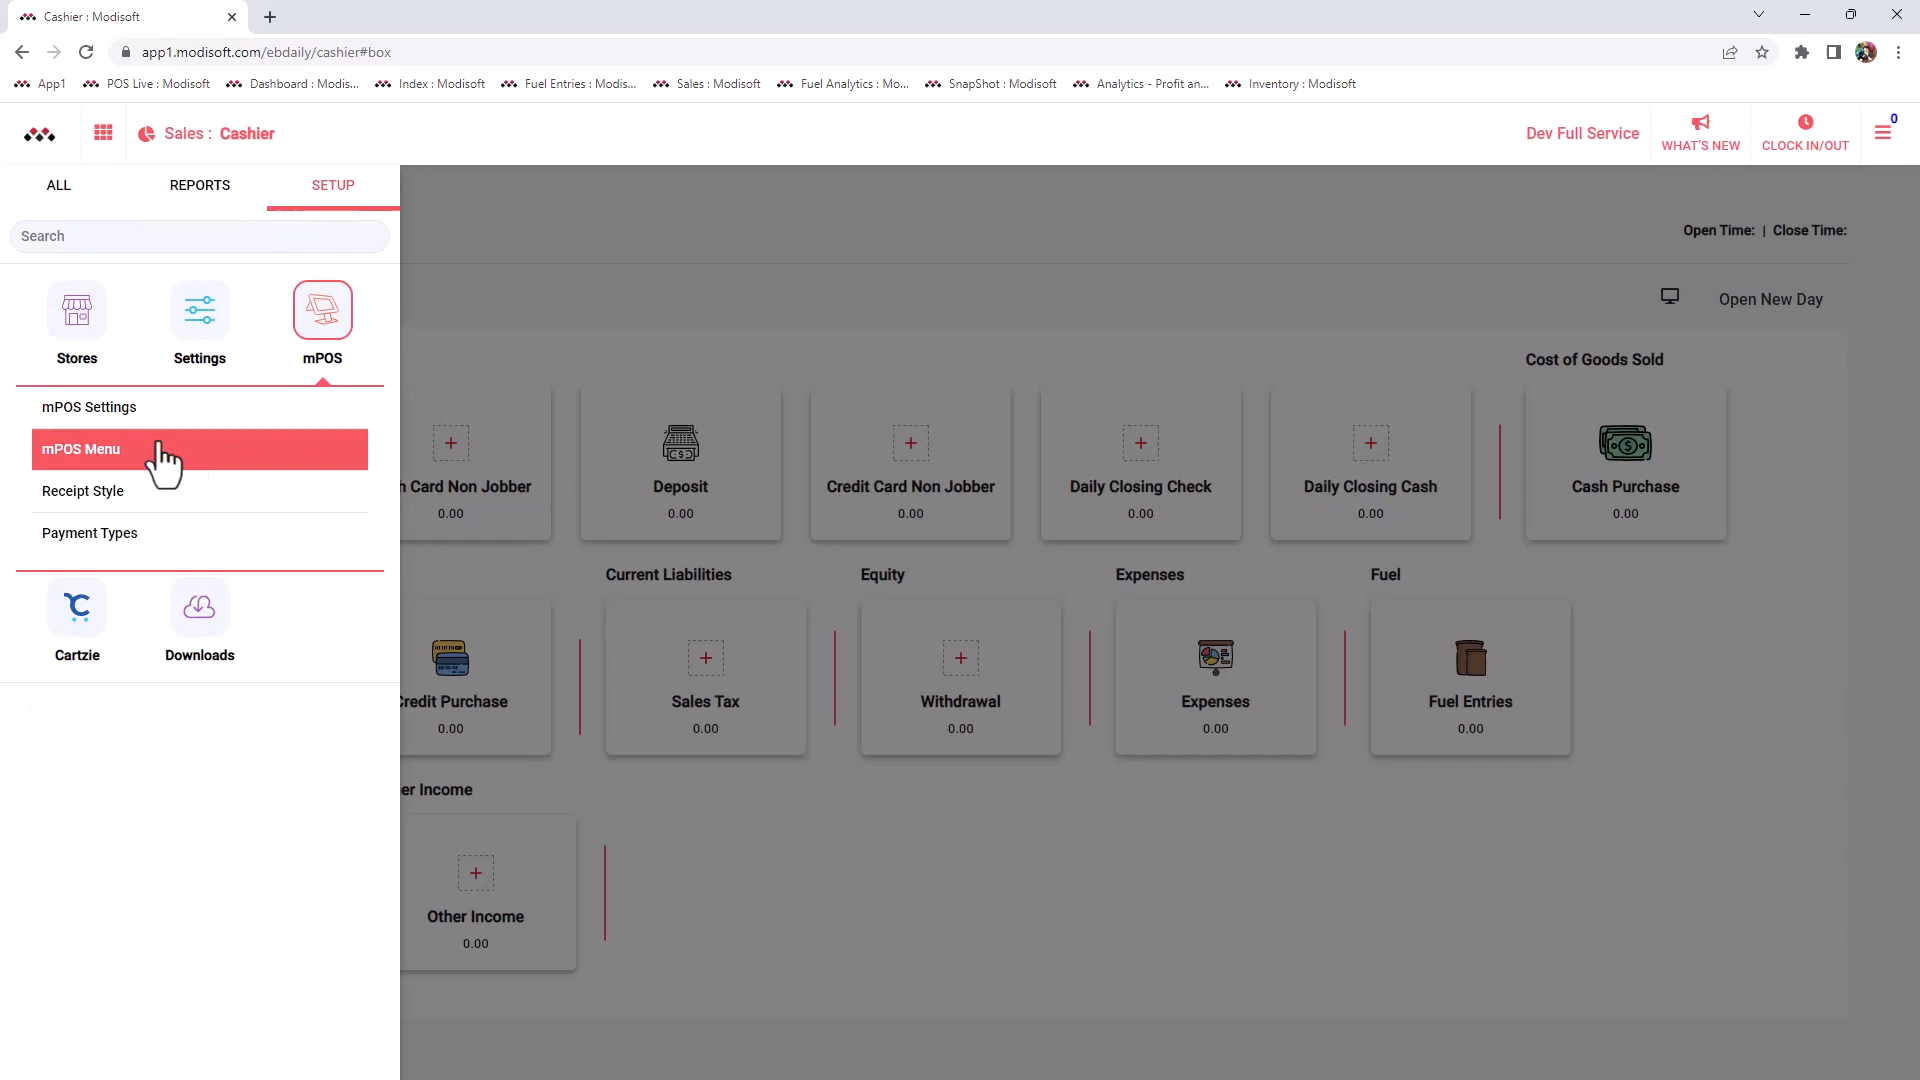 Cashier : Modisoft
app1.modisoft.com/ebdaily/cashier#box
App1 POS Live : Modisoft Dashboard : Modis... Index : Modisoft Fuel Entries : Modis... Sales : Modisoft Fuel Analytics : Mo... SnapShot : Modisoft Analytics - Profit an... Inventory : Modisoft
Sales : Cashier
Dev Full Service
WHAT'S NEW
CLOCK IN/OUT
0
ALL REPORTS SETUP
Search
Stores Settings mPOS
mPOS Settings
mPOS Menu
Receipt Style
Payment Types
Cartzie Downloads
Open Time: | Close Time:
Open New Day
Cost of Goods Sold
h Card Non Jobber Deposit Credit Card Non Jobber Daily Closing Check Daily Closing Cash Cash Purchase
0.00 0.00 0.00 0.00 0.00 0.00
Current Liabilities Equity Expenses Fuel
Credit Purchase Sales Tax Withdrawal Expenses Fuel Entries
0.00 0.00 0.00 0.00 0.00
er Income
Other Income
0.00